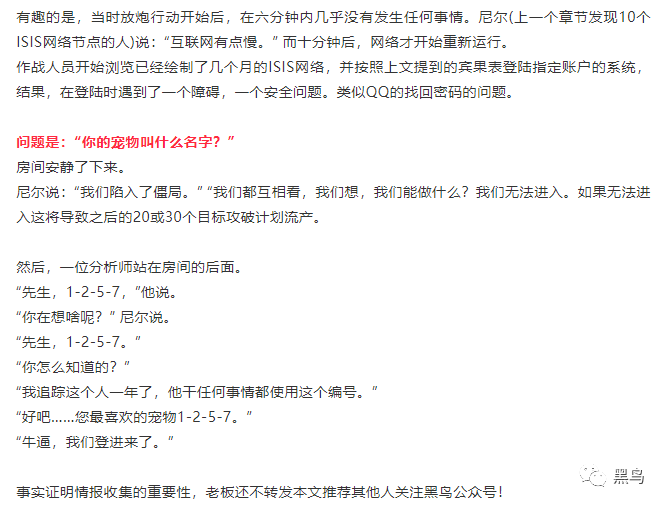 有趣的是，当时放炮行动开始后，在六分钟内几乎没有发生任何事情。尼尔(上一个章节发现10个
ISIS网络节点的人)说：“互联网有点慢。” 而十分钟后，网络才开始重新运行。
作战人员开始浏览已经绘制了几个月的ISIS网络，并按照上文提到的宾果表登陆指定账户的系统，
结果，在登陆时遇到了一个障碍，一个安全问题。类似QQ的找回密码的问题。
问题是：“你的宠物叫什么名字？”
房间安静了下来。
尼尔说：“我们陷入了僵局。” “我们都互相看，我们想，我们能做什么？我们无法进入。如果无法进
入这将导致之后的20或30个目标攻破计划流产。
然后，一位分析师站在房间的后面。
“先生，1-2-5-7，”他说。
“你在想啥呢？” 尼尔说。
“先生，1-2-5-7。”
“你怎么知道的？”
“我追踪这个人一年了，他干任何事情都使用这个编号。”
“好吧……您最喜欢的宠物1-2-5-7。”
“牛逼，我们登进来了。”
事实证明情报收集的重要性，老板还不转发本文推荐其他人关注黑鸟公众号！
黑鸟